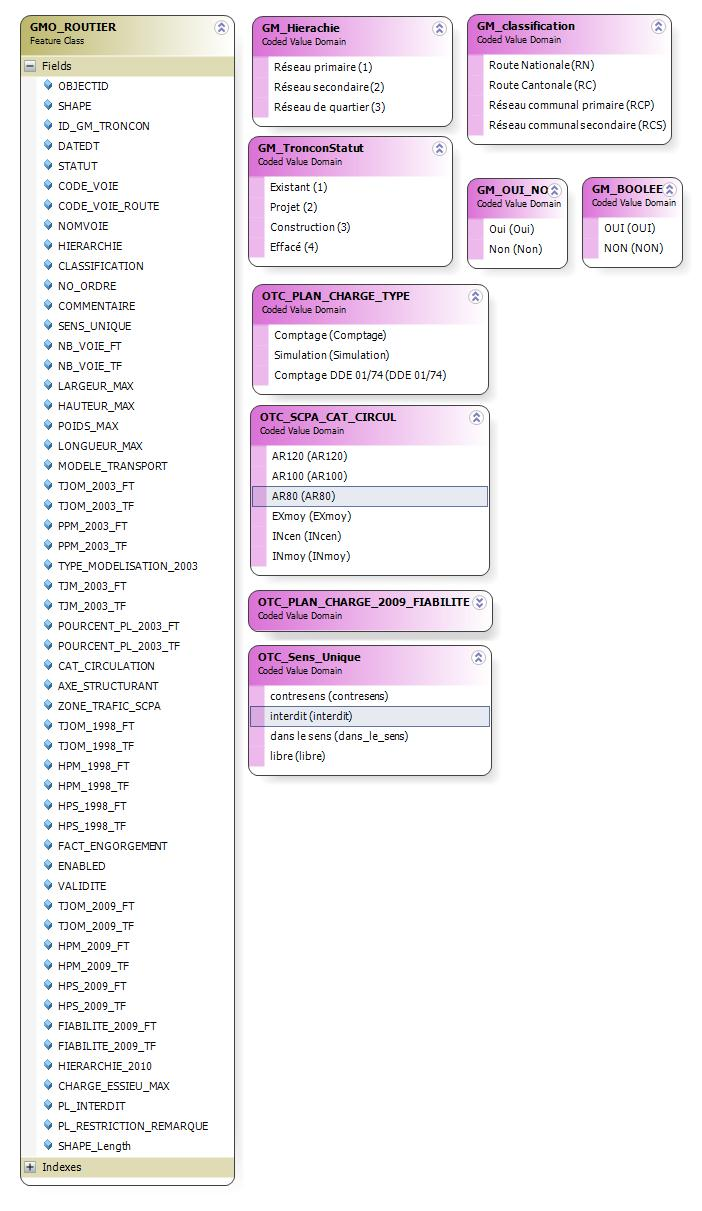 GMO_ROUTIER
Feature Class
Fields
OBJECTID
SHAPE
ID_GM_TRONCON
DATEDT
STATUT
CODE_VOIE
CODE_VOIE_ROUTE
NOMVOIE
HIERARCHIE
CLASSIFICATION
NO_ORDRE
COMMENTAIRE
SENS_UNIQUE
NB_VOIE_FT
NB_VOIE_TF
LARGEUR_MAX
HAUTEUR_MAX
POIDS_MAX
LONGUEUR_MAX
MODELE_TRANSPORT
TJOM_2003_FT
TJOM_2003_TF
PPM_2003_FT
PPM_2003_TF
TYPE_MODELISATION_2003
TJM_2003_FT
TJM_2003_TF
POURCENT_PL_2003_FT
POURCENT_PL_2003_TF
CAT_CIRCULATION
AXE_STRUCTURANT
ZONE_TRAFIC_SCPA
TJOM_1998_FT
TJOM_1998_TF
HPM_1998_FT
HPM_1998_TF
HPS_1998_FT
HPS_1998_TF
FACT_ENGORGEMENT
ENABLED
VALIDITE
TJOM_2009_FT
TJOM_2009_TF
HPM_2009_FT
HPM_2009_TF
HPS_2009_FT
HPS_2009_TF
FIABILITE_2009_FT
FIABILITE_2009_TF
HIERARCHIE_2010
CHARGE_ESSIEU_MAX
PL_INTERDIT
PL_RESTRICTION_REMARQUE
SHAPE_Length
Indexes
GM_Hierachie
Coded Value Domain
Réseau primaire (1)
Réseau secondaire (2)
Réseau de quartier (3)
GM_classification
Coded Value Domain
Route Nationale (RN)
Route Cantonale (RC)
Réseau communal primaire (RCP)
Réseau communal secondaire (RCS)
GM_TronconStatut
Coded Value Domain
Existant (1)
Projet (2)
Construction (3)
Effacé (4)
GM_OUI_NO
Coded Value Domain
Oui (Oui)
Non (Non)
GM_BOOLEE
Coded Value Domain
OUI (OUI)
NON (NON)
OTC_PLAN_CHARGE_TYPE
Coded Value Domain
Comptage (Comptage)
Simulation (Simulation)
Comptage DDE 01/74 (DDE 01/74)
OTC_SCPA_CAT_CIRCUL
Coded Value Domain
AR120 (AR120)
AR100 (AR100)
AR80 (AR80)
EXmoy (EXmoy)
INcen (INcen)
INmoy (INmoy)
OTC_PLAN_CHARGE_2009_FIABILITE
Coded Value Domain
OTC_Sens_Unique
Coded Value Domain
contresens (contresens)
interdit (interdit)
dans le sens (dans_le_sens)
libre (libre)